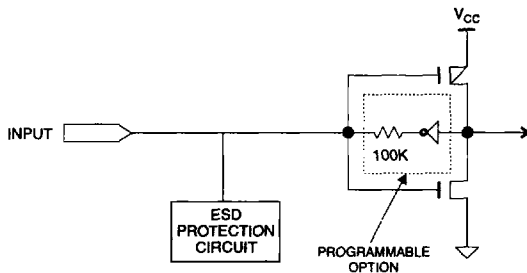 VCC
INPUT
100K
ESD
PROTECTION
CIRCUIT
PROGRAMMABLE
OPTION